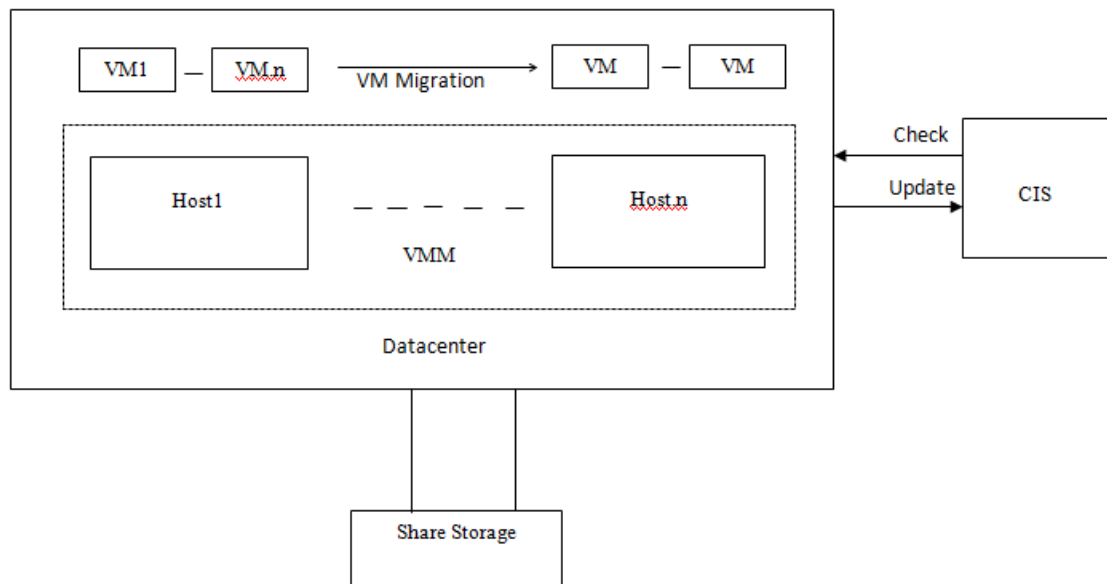 VM1
VM.n
VM Migration
VM
VM
Host1
Host.n
VMM
Datacenter
Check
Update
CIS
Share Storage